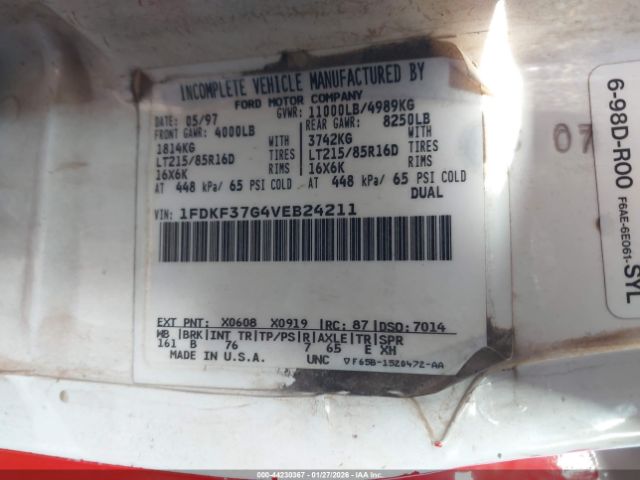 INCOMPLETE VEHICLE MANUFACTURED BY
FORD MOTOR COMPANY
DATE: 05/97 GVWR: 11000LB/4989KG
FRONT GAWR: 4000LB REAR GAWR: 8250LB
1814KG WITH 3742KG WITH
LT215/85R16D TIRES LT215/85R16D TIRES
16X6K RIMS 16X6K RIMS
AT 448 kPa/ 65 PSI COLD AT 448 kPa/ 65 PSI COLD
DUAL
VIN: 1FDKF37G4VEB24211
EXT PNT: X0608 X0919 |RC: 87 |DSO: 7014
WB |BRK|INT TR|TP/PS|R|AXLE|TR|SPR
161 B 76 7 65 E XH
MADE IN U.S.A. UNC F65B-1520472-AA
6-98D-R00
F6AE-6E061-SYL
07
000-44230367 | 01/27/2026 - IAA Inc.